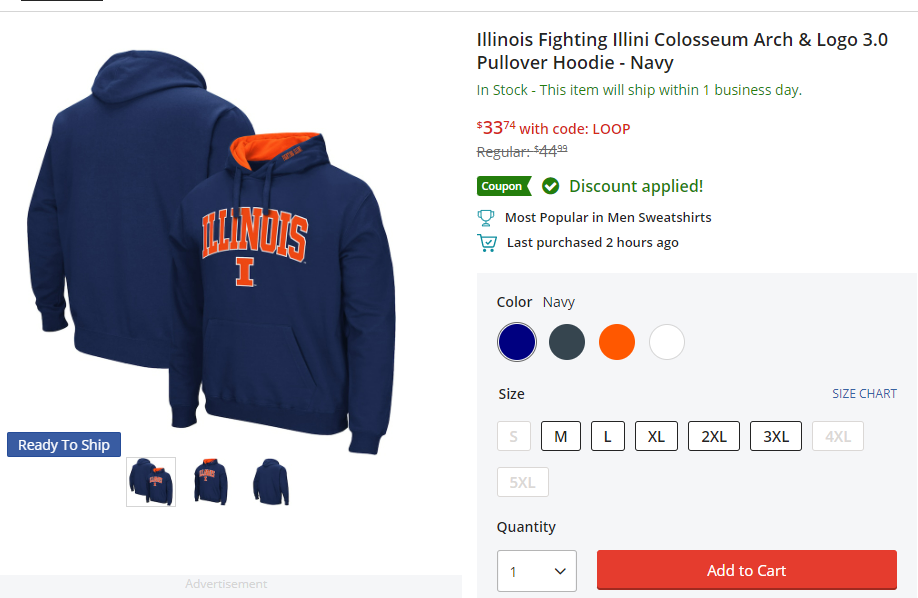 Illinois Fighting Illini Colosseum Arch & Logo 3.0
Pullover Hoodie - Navy
In Stock - This item will ship within 1 business day.
$33.74 with code: LOOP
Regular: $44.99
Coupon Discount applied!
Most Popular in Men Sweatshirts
Last purchased 2 hours ago
ILLINOIS
I
Ready To Ship
Color Navy
Size SIZE CHART
S M L XL 2XL 3XL 4XL
5XL
Quantity
1 Add to Cart
Advertisement